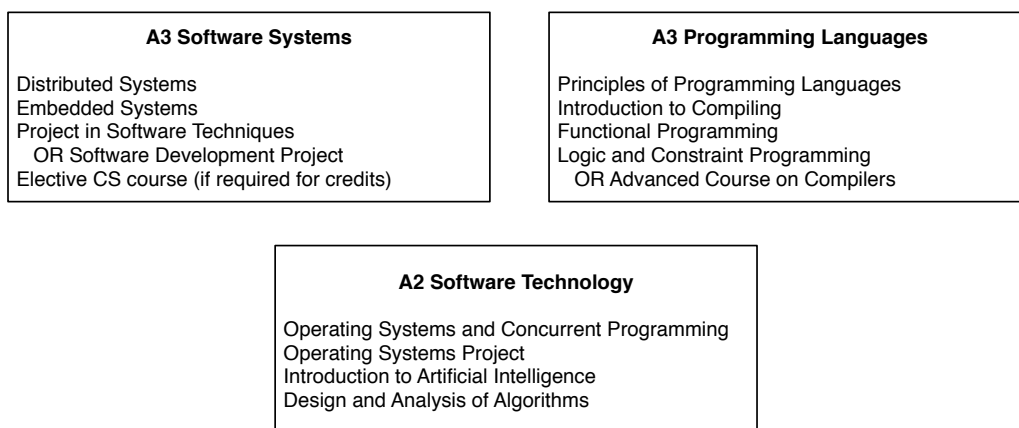 A3 Software Systems
Distributed Systems
Embedded Systems
Project in Software Techniques
OR Software Development Project
Elective CS course (if required for credits)
A3 Programming Languages
Principles of Programming Languages
Introduction to Compiling
Functional Programming
Logic and Constraint Programming
OR Advanced Course on Compilers
A2 Software Technology
Operating Systems and Concurrent Programming
Operating Systems Project
Introduction to Artificial Intelligence
Design and Analysis of Algorithms